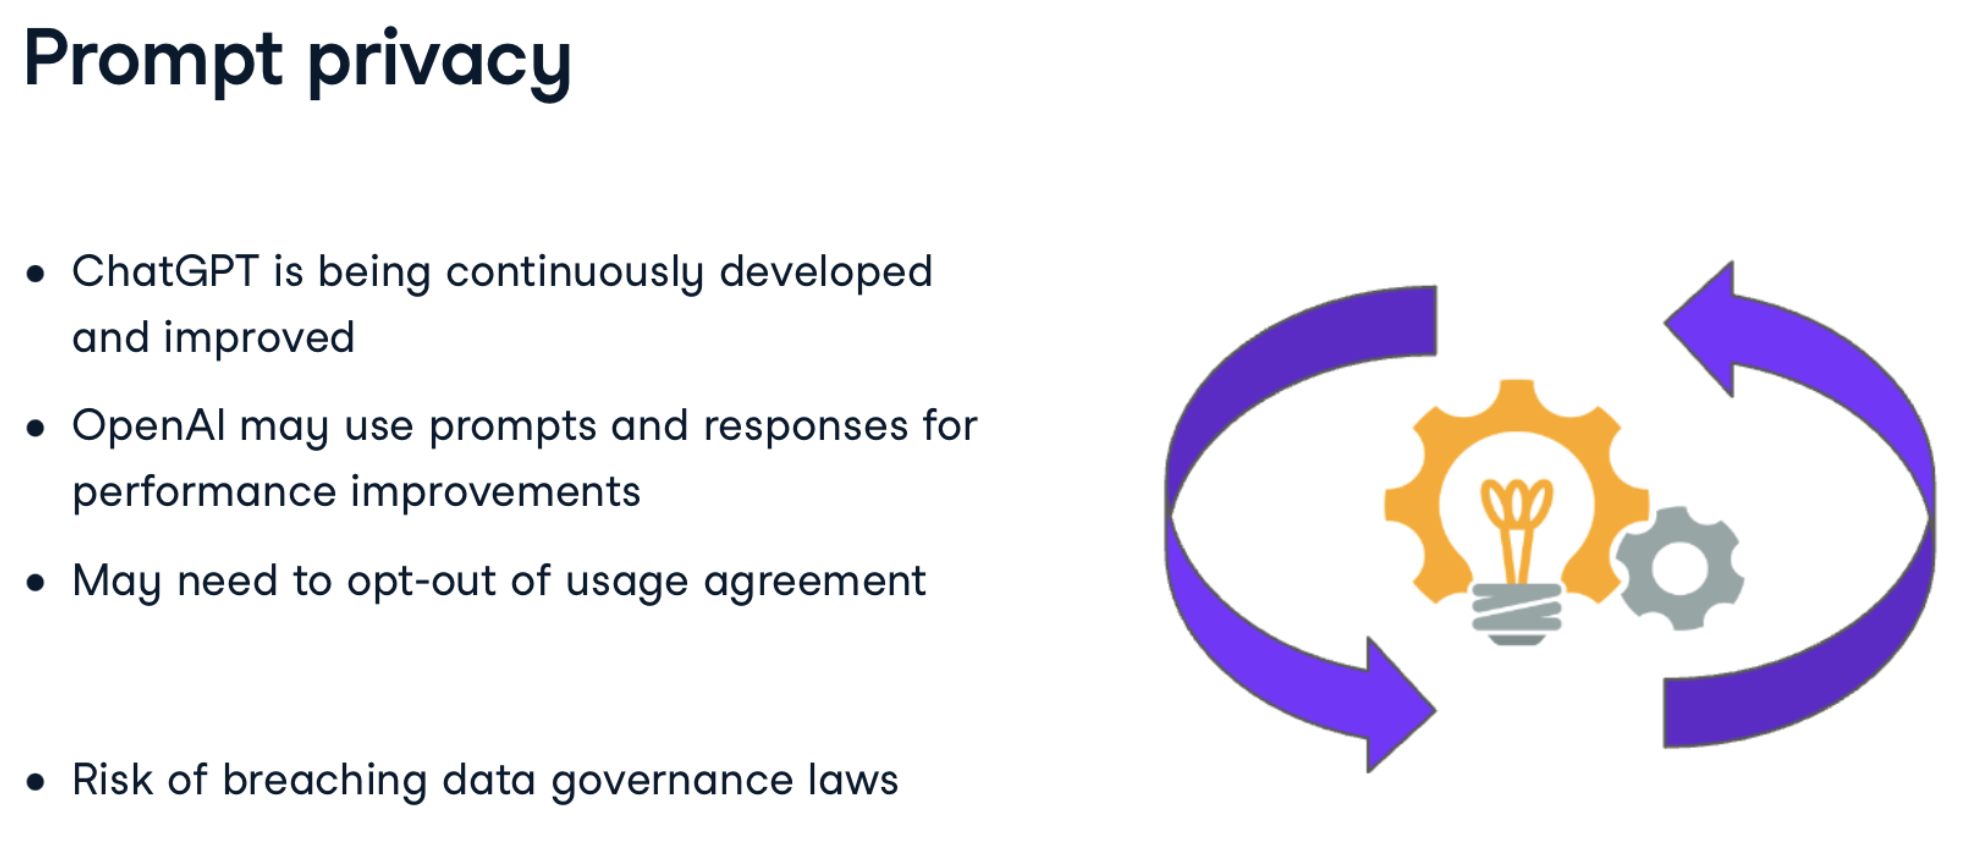 Prompt privacy
• ChatGPT is being continuously developed
and improved
• OpenAI may use prompts and responses for
performance improvements
• May need to opt-out of usage agreement
• Risk of breaching data governance laws